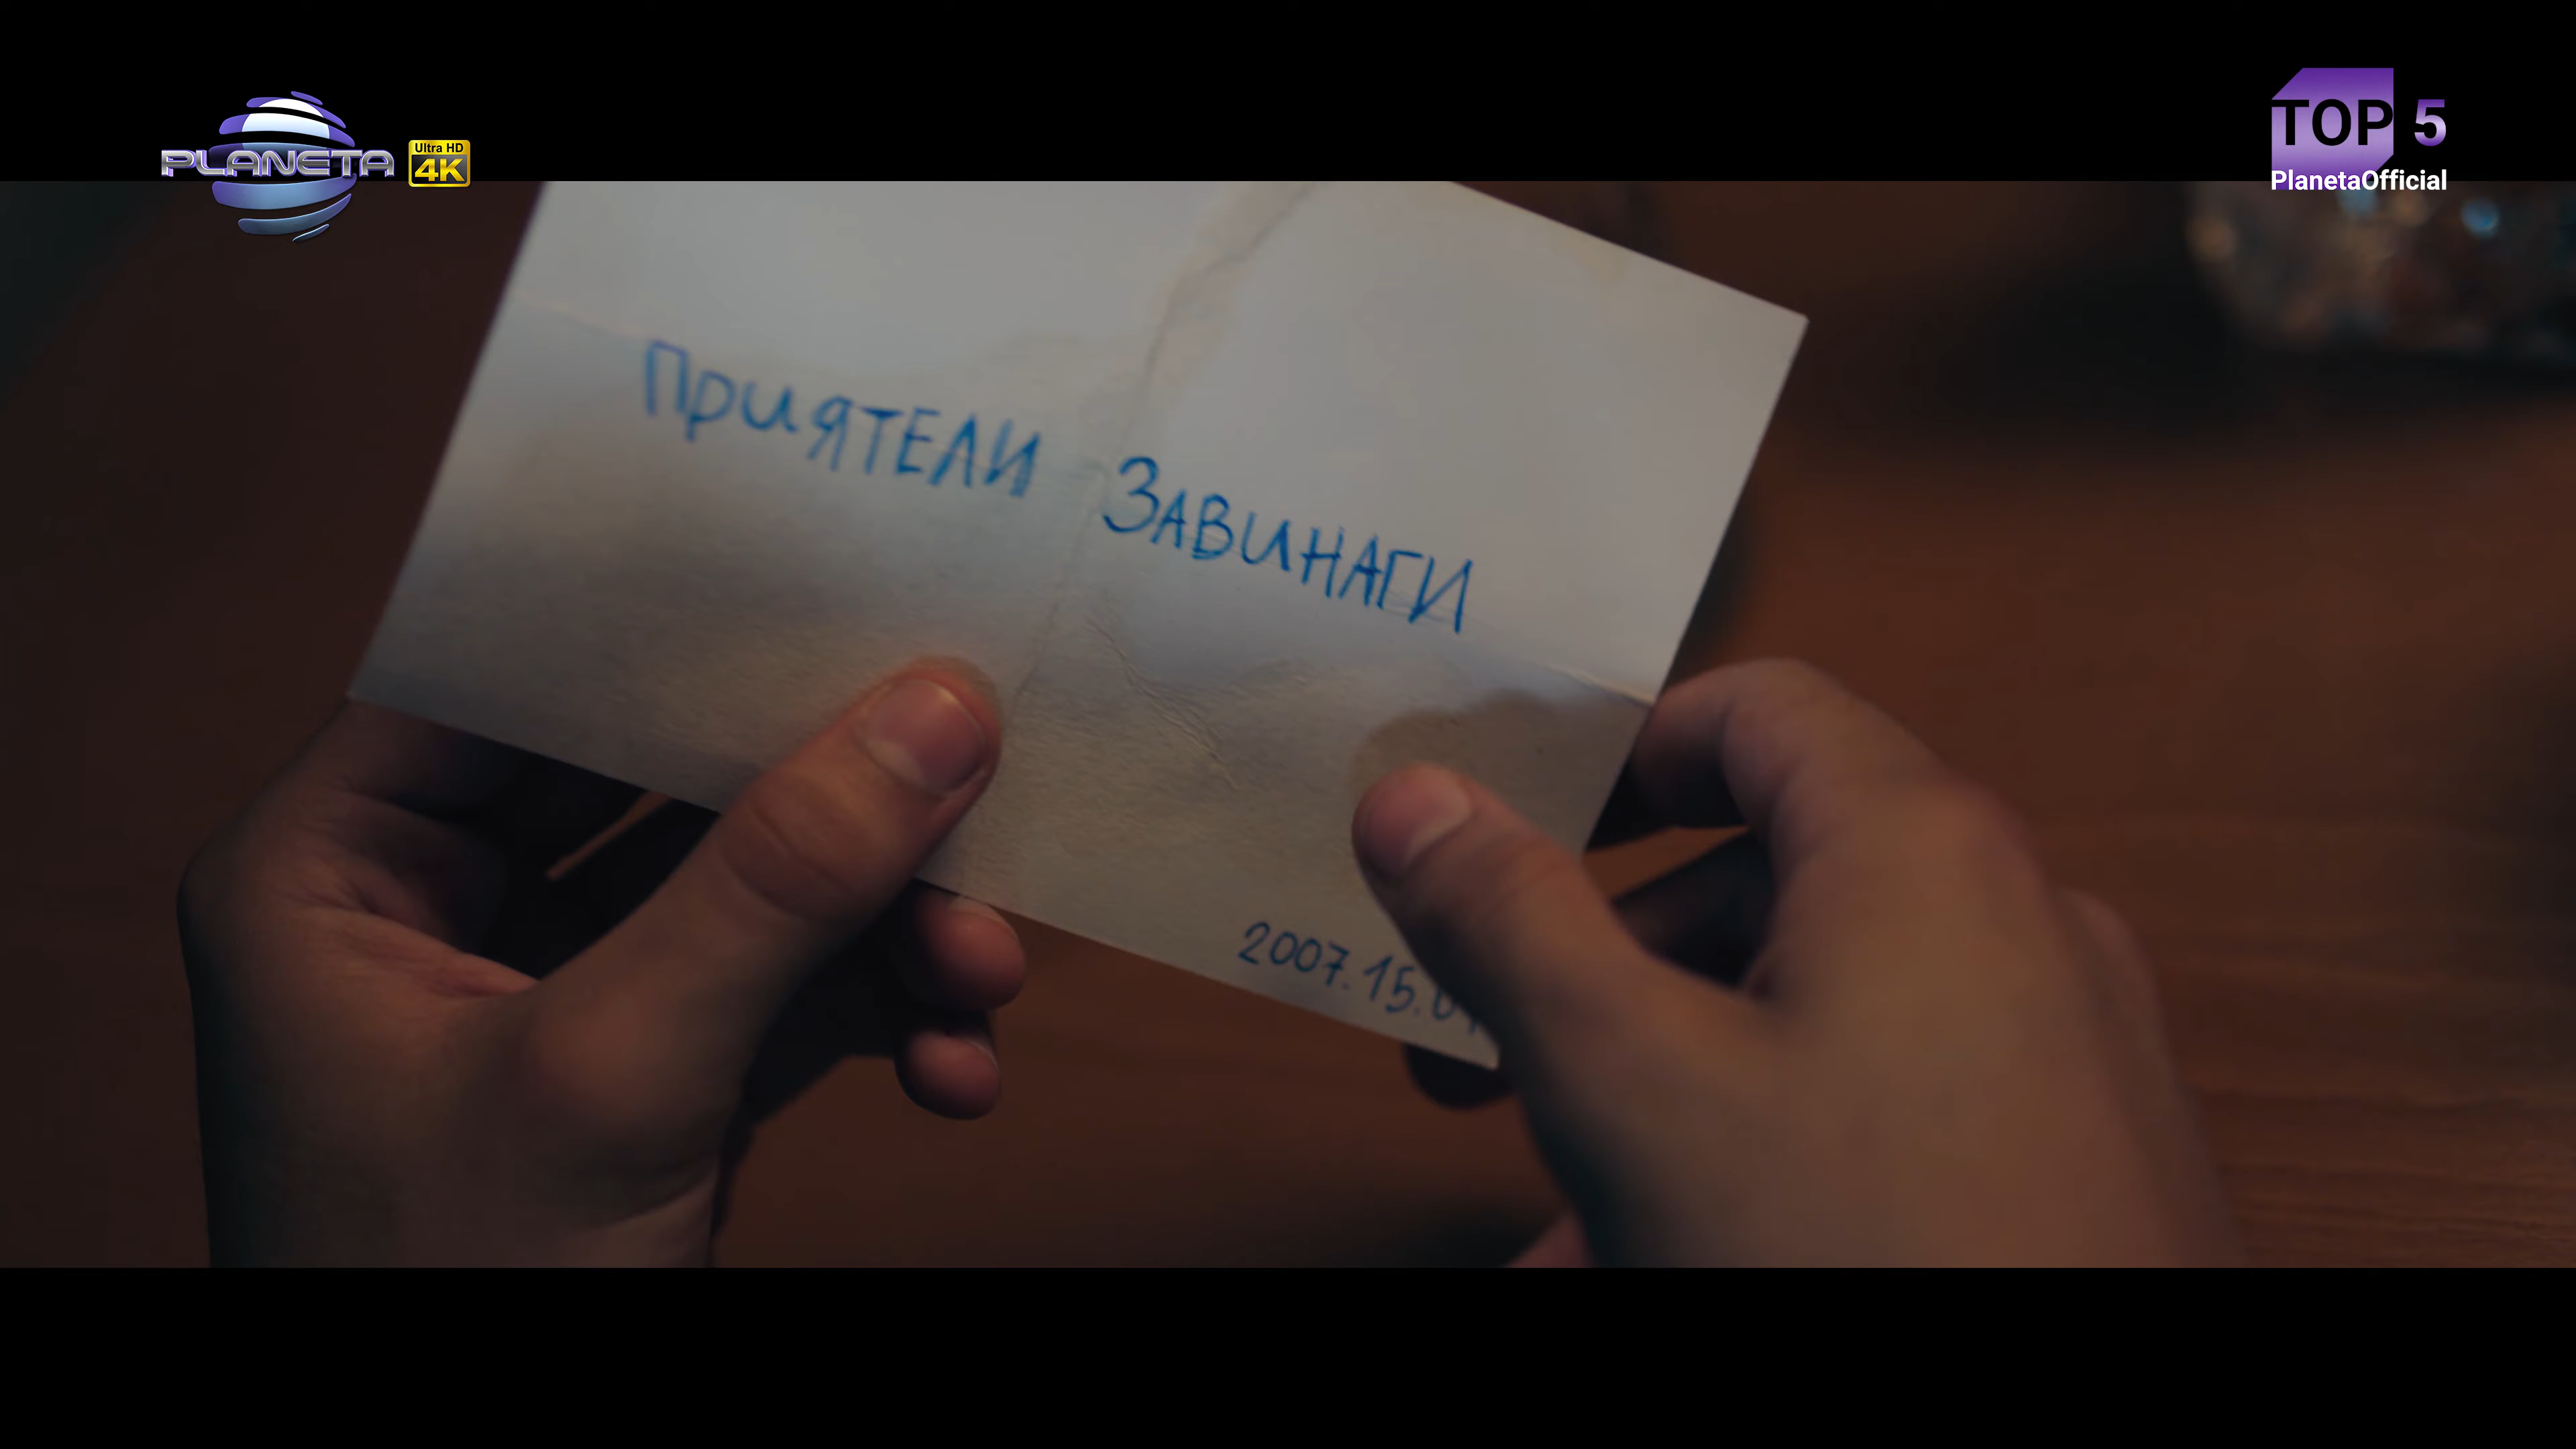 PLANETA
Ultra HD
4K
TOP 5
PlanetaOfficial
Приятели Завинаги
2007.15.